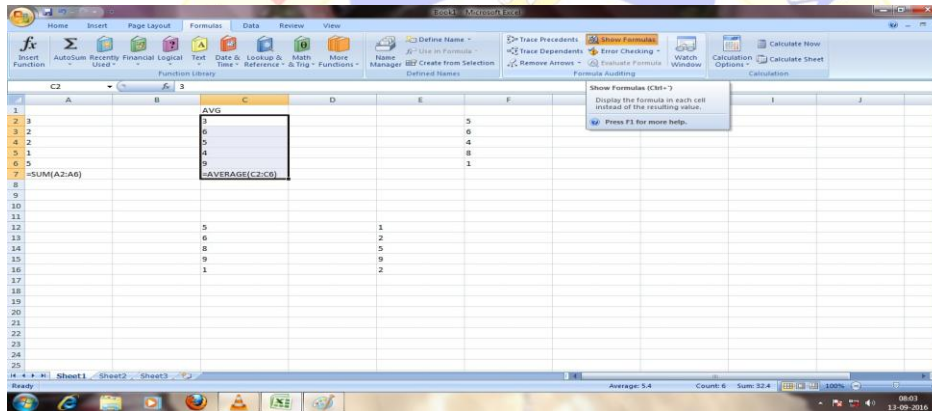 Book1 - Microsoft Excel
Home Insert Page Layout Formulas Data Review View
fx Insert Function
Σ AutoSum
Recently Used
Financial
Logical
Text
Date & Time
Lookup & Reference
Math & Trig
More Functions
Function Library
Name Manager
Define Name
Use in Formula
Create from Selection
Defined Names
Trace Precedents
Trace Dependents
Remove Arrows
Show Formulas
Error Checking
Evaluate Formula
Watch Window
Formula Auditing
Calculation Options
Calculate Now
Calculate Sheet
Calculation
C2 fx 3
Show Formulas (Ctrl+`)
Display the formula in each cell
instead of the resulting value.
Press F1 for more help.
A B C D E F I J
1 AVG
2 3 3 5
3 2 6 6
4 2 5 4
5 1 4 8
6 5 9 1
7 =SUM(A2:A6) =AVERAGE(C2:C6)
8
9
10
11
12 5 1
13 6 2
14 8 5
15 9 9
16 1 2
17
18
19
20
21
22
23
24
25
Sheet1 Sheet2 Sheet3
Ready Average: 5.4 Count: 6 Sum: 32.4 100%
08:03
13-09-2016